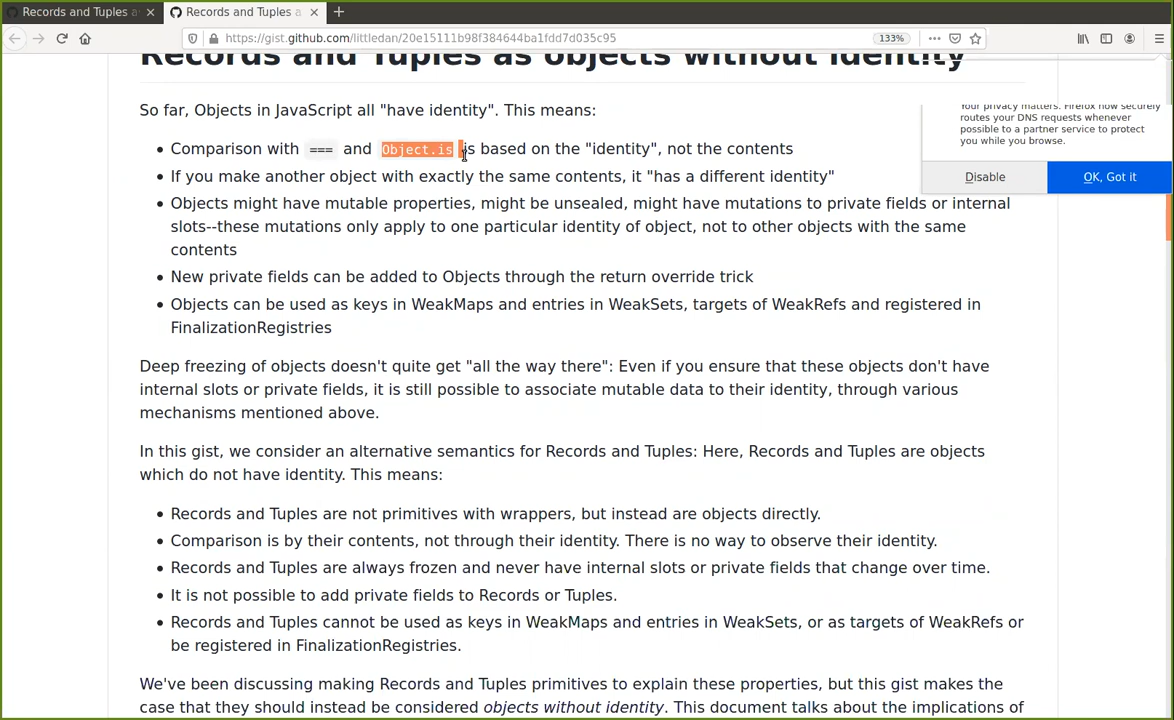 Records and Tuples a
Records and Tuples a
https://gist.github.com/littledan/20e15111b98f384644ba1fdd7d035c95
133%
Records and Tuples as objects without identity
So far, Objects in JavaScript all "have identity". This means:
Comparison with === and Object.is is based on the "identity", not the contents
If you make another object with exactly the same contents, it "has a different identity"
Objects might have mutable properties, might be unsealed, might have mutations to private fields or internal
slots--these mutations only apply to one particular identity of object, not to other objects with the same
contents
New private fields can be added to Objects through the return override trick
Objects can be used as keys in WeakMaps and entries in WeakSets, targets of WeakRefs and registered in
FinalizationRegistries
Your privacy matters. Firefox now securely
routes your DNS requests whenever
possible to a partner service to protect
you while you browse.
Disable
OK, Got it
Deep freezing of objects doesn't quite get "all the way there": Even if you ensure that these objects don't have
internal slots or private fields, it is still possible to associate mutable data to their identity, through various
mechanisms mentioned above.
In this gist, we consider an alternative semantics for Records and Tuples: Here, Records and Tuples are objects
which do not have identity. This means:
Records and Tuples are not primitives with wrappers, but instead are objects directly.
Comparison is by their contents, not through their identity. There is no way to observe their identity.
Records and Tuples are always frozen and never have internal slots or private fields that change over time.
It is not possible to add private fields to Records or Tuples.
Records and Tuples cannot be used as keys in WeakMaps and entries in WeakSets, or as targets of WeakRefs or
be registered in FinalizationRegistries.
We've been discussing making Records and Tuples primitives to explain these properties, but this gist makes the
case that they should instead be considered objects without identity. This document talks about the implications of